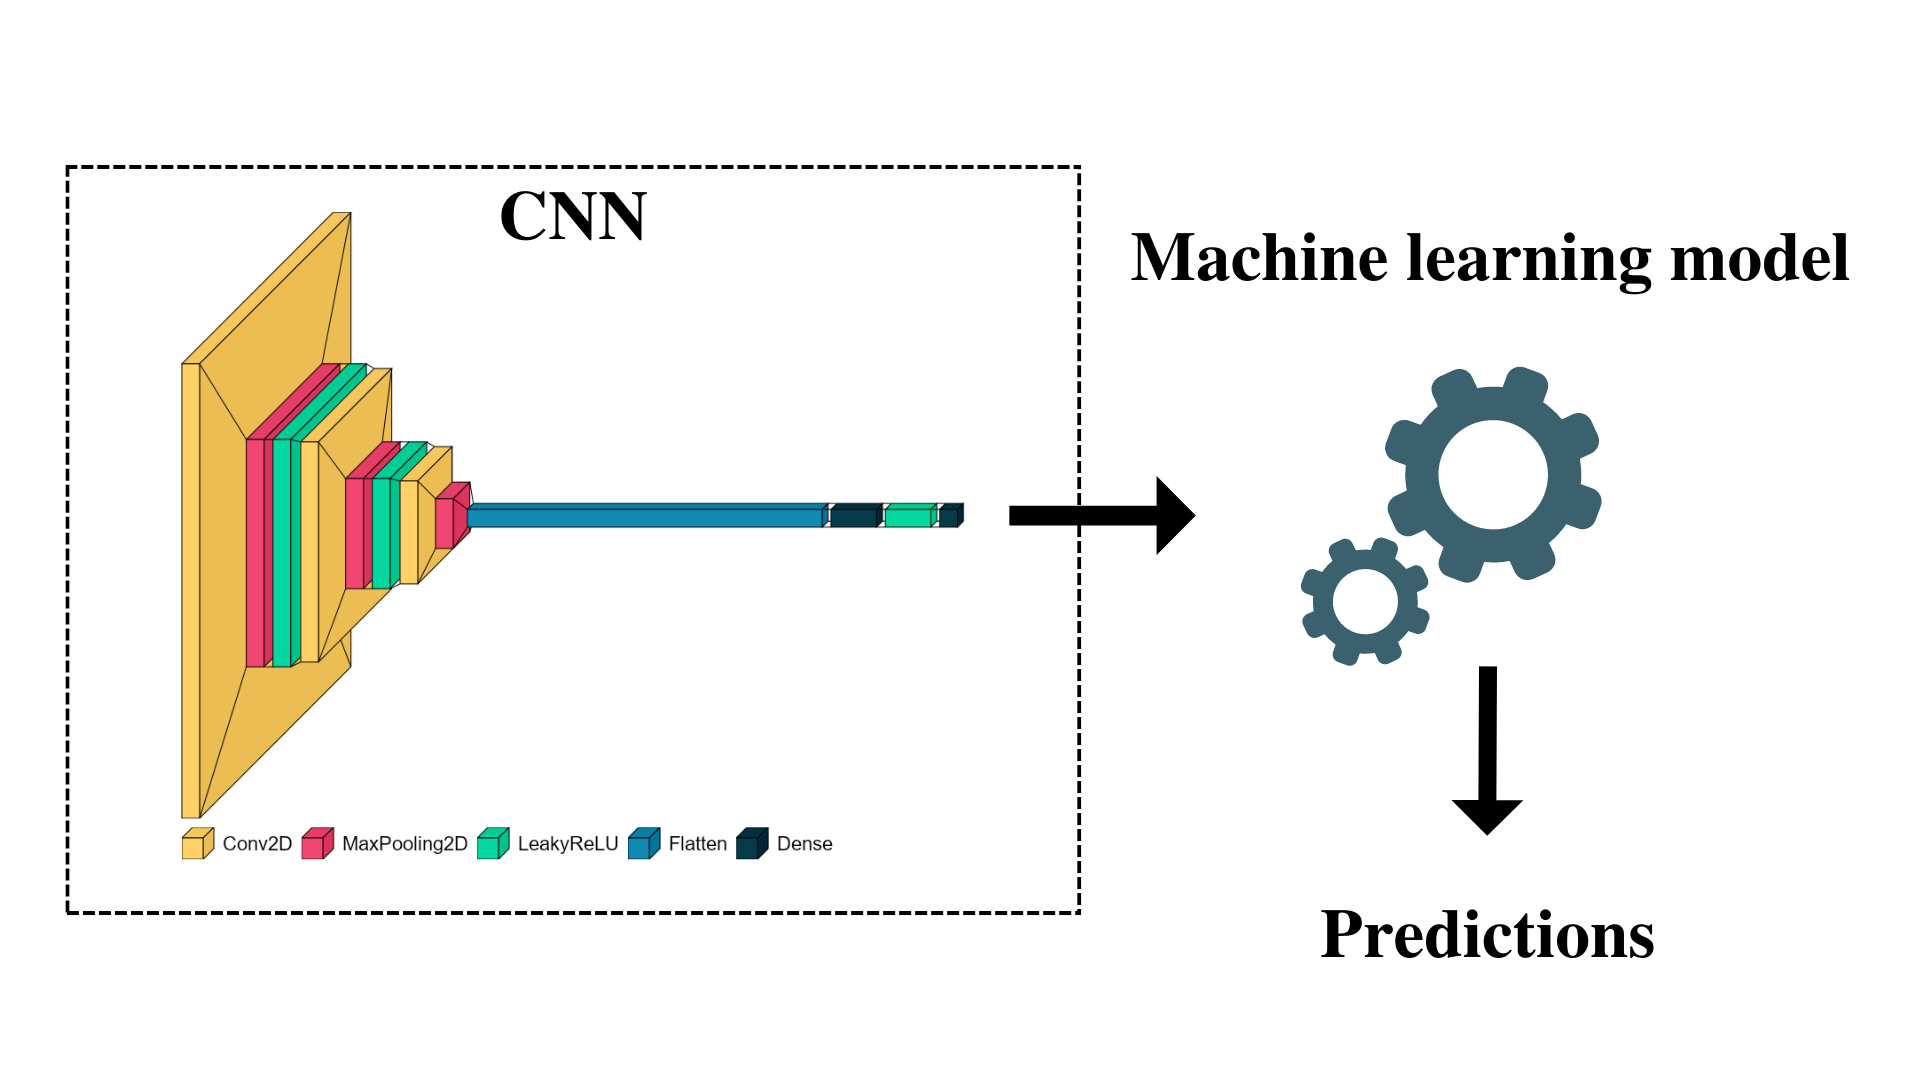 CNN
Machine learning model
Conv2D MaxPooling2D LeakyReLU Flatten Dense
Predictions